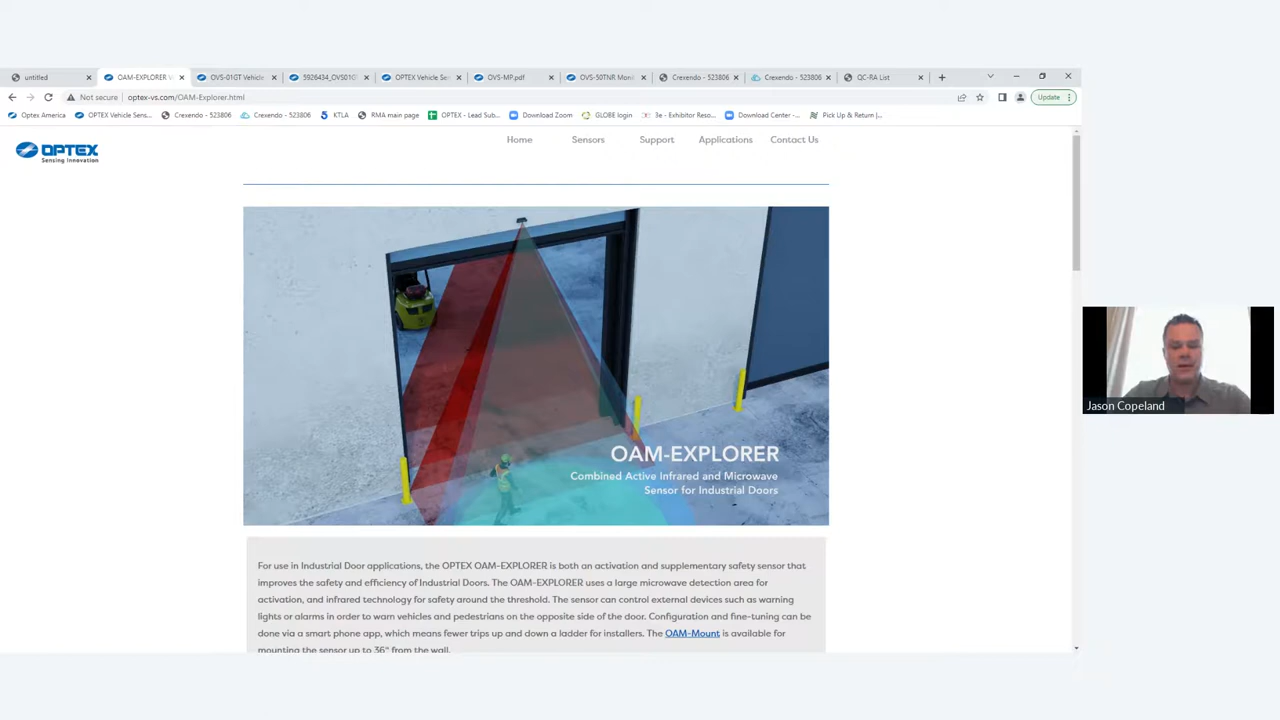 untitled
OAM-EXPLORER V
OVS-01GT Vehicle
5926434_OVS01G
OPTEX Vehicle Se
OVS-MP.pdf
OVS-50TNR Mon
Crexendo - 523806
Crexendo - 523806
QC-RA List
Not secure
optex-vs.com/OAM-Explorer.html
Update
Optex America
OPTEX Vehicle Sens...
Crexendo - 523806
Crexendo - 523806
KTLA
RMA main page
OPTEX - Lead Sub...
Download Zoom
GLOBE login
3e - Exhibitor Reso...
Download Center -...
Pick Up & Return |...
OPTEX
Sensing Innovation
Home
Sensors
Support
Applications
Contact Us
OAM-EXPLORER
Combined Active Infrared and Microwave
Sensor for Industrial Doors
For use in Industrial Door applications, the OPTEX OAM-EXPLORER is both an activation and supplementary safety sensor that
improves the safety and efficiency of Industrial Doors. The OAM-EXPLORER uses a large microwave detection area for
activation, and infrared technology for safety around the threshold. The sensor can control external devices such as warning
lights or alarms in order to warn vehicles and pedestrians on the opposite side of the door. Configuration and fine-tuning can be
done via a smart phone app, which means fewer trips up and down a ladder for installers. The OAM-Mount is available for
mounting the sensor up to 36" from the wall.
Jason Copeland